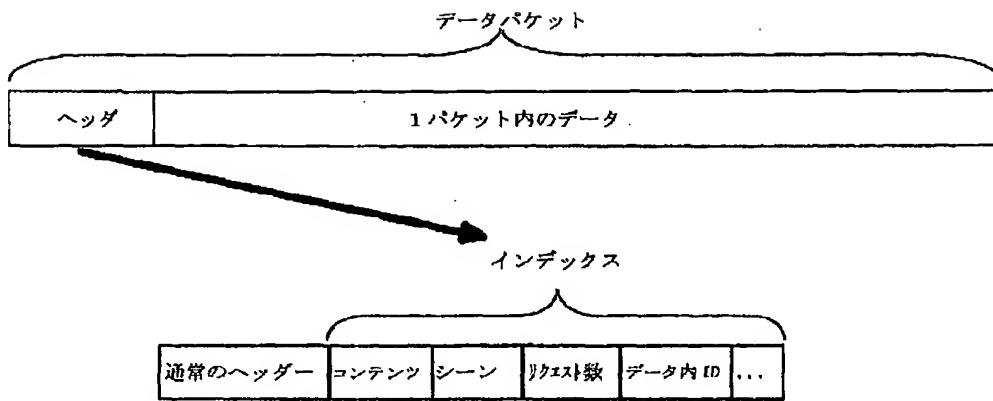 データパケット
ヘッダ 1パケット内のデータ
インデックス
通常のヘッダー コンテンツ シーン リクエスト数 データ内ID ...